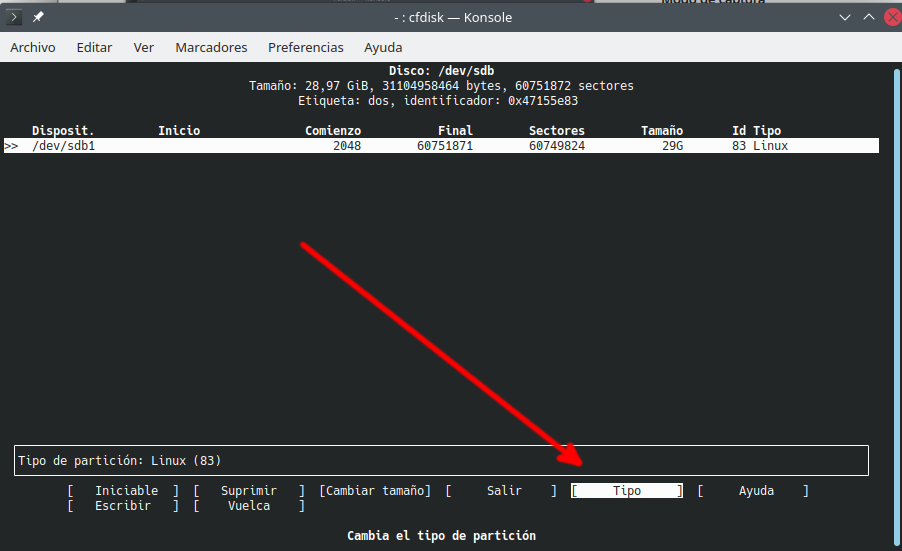 - : cfdisk — Konsole
Archivo Editar Ver Marcadores Preferencias Ayuda
Disco: /dev/sdb
Tamaño: 28,97 GiB, 31104958464 bytes, 60751872 sectores
Etiqueta: dos, identificador: 0x47155e83
Disposit. Inicio Comienzo Final Sectores Tamaño Id Tipo
>> /dev/sdb1 2048 60751871 60749824 29G 83 Linux
Tipo de partición: Linux (83)
[ Iniciable ] [ Suprimir ] [Cambiar tamaño] [ Salir ] [ Tipo ] [ Ayuda ]
[ Escribir ] [ Vuelca ]
Cambia el tipo de partición